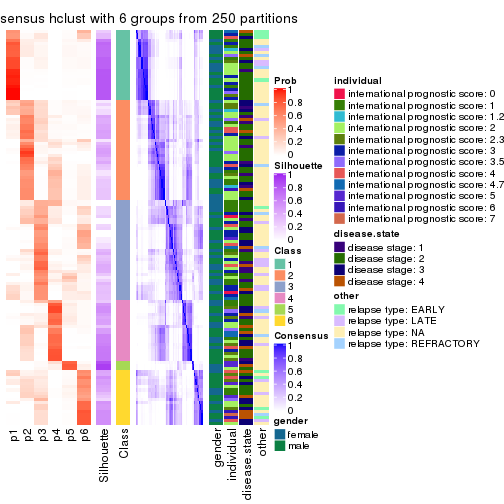 sensus hclust with 6 groups from 250 partitions
p1
p2
p3
p4
p5
p6
Silhouette
Class
gender
individual
disease.state
other
Prob
1
0.8
0.6
0.4
0.2
0
Silhouette
1
0.8
0.6
0.4
0.2
0
Class
1
2
3
4
5
6
Consensus
1
0.8
0.6
0.4
0.2
0
gender
female
male
individual
international prognostic score: 0
international prognostic score: 1
international prognostic score: 1.2
international prognostic score: 2
international prognostic score: 2.3
international prognostic score: 3
international prognostic score: 3.5
international prognostic score: 4
international prognostic score: 4.7
international prognostic score: 5
international prognostic score: 6
international prognostic score: 7
disease.state
disease stage: 1
disease stage: 2
disease stage: 3
disease stage: 4
other
relapse type: EARLY
relapse type: LATE
relapse type: NA
relapse type: REFRACTORY